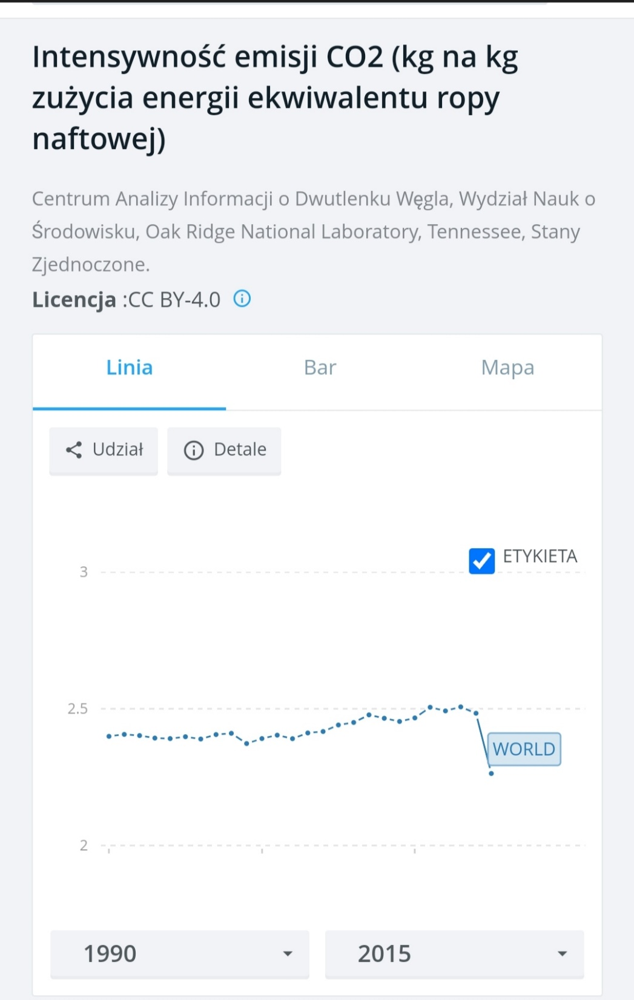 Intensywność emisji CO2 (kg na kg
zużycia energii ekwiwalentu ropy
naftowej)
Centrum Analizy Informacji o Dwutlenku Węgla, Wydział Nauk o
Środowisku, Oak Ridge National Laboratory, Tennessee, Stany
Zjednoczone.
Licencja :CC BY-4.0
Linia Bar Mapa
Udział Detale
ETYKIETA
3
2.5
WORLD
2
1990 2015